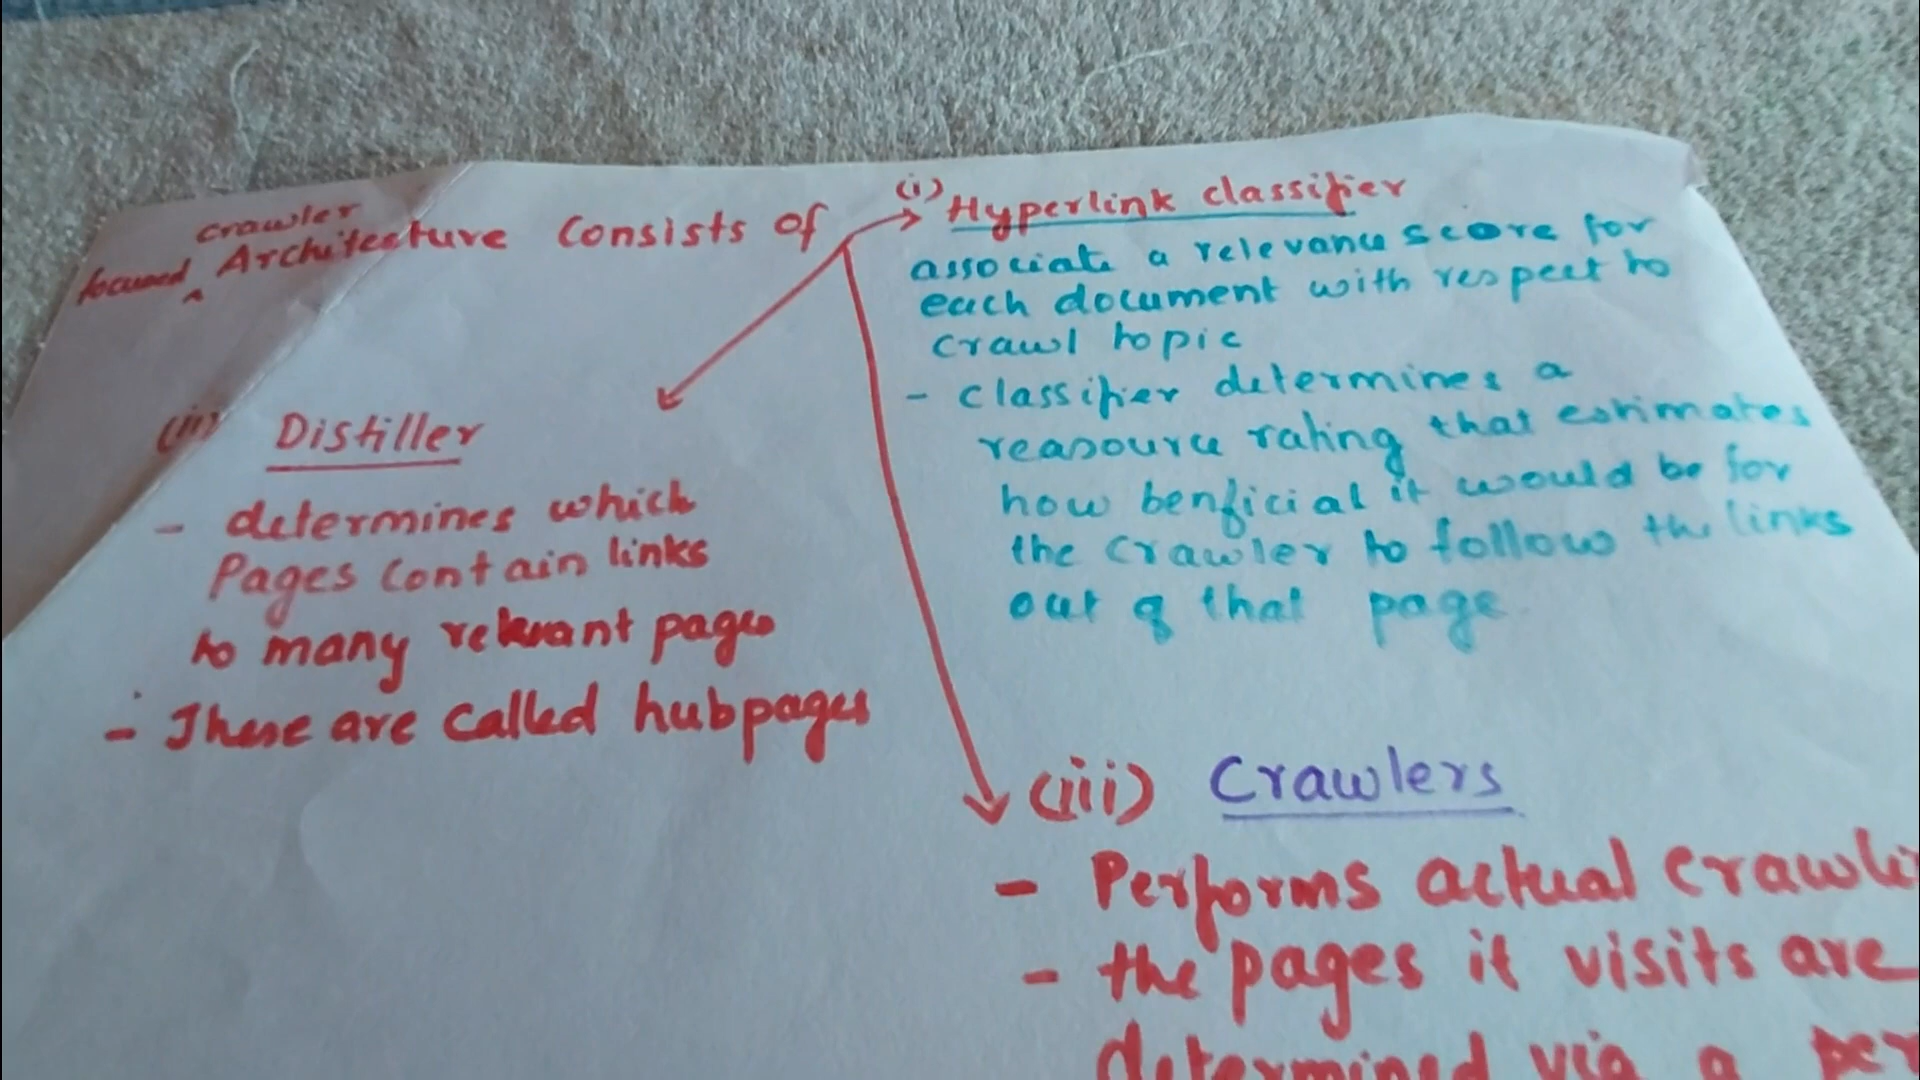 focused crawler Architecture Consists of
(i) Hyperlink classifier
associate a relevance score for
each document with respect to
crawl topic
- classifier determines a
reasource rating that estimates
how benficial it would be for
the crawler to follow the links
out of that page
(ii) Distiller
- determines which
Pages contain links
to many relevant pages
- These are called hubpages
(iii) Crawlers
- Performs actual
- the pages it visits are
determined via a